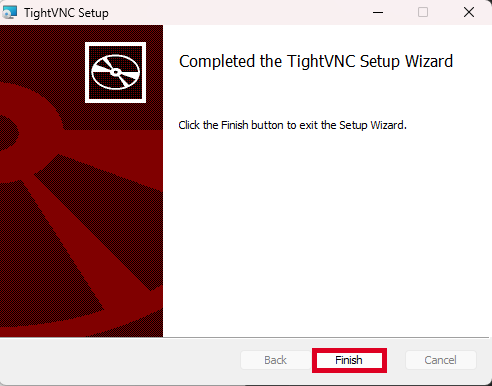 TightVNC Setup
Completed the TightVNC Setup Wizard
Click the Finish button to exit the Setup Wizard.
Back
Finish
Cancel